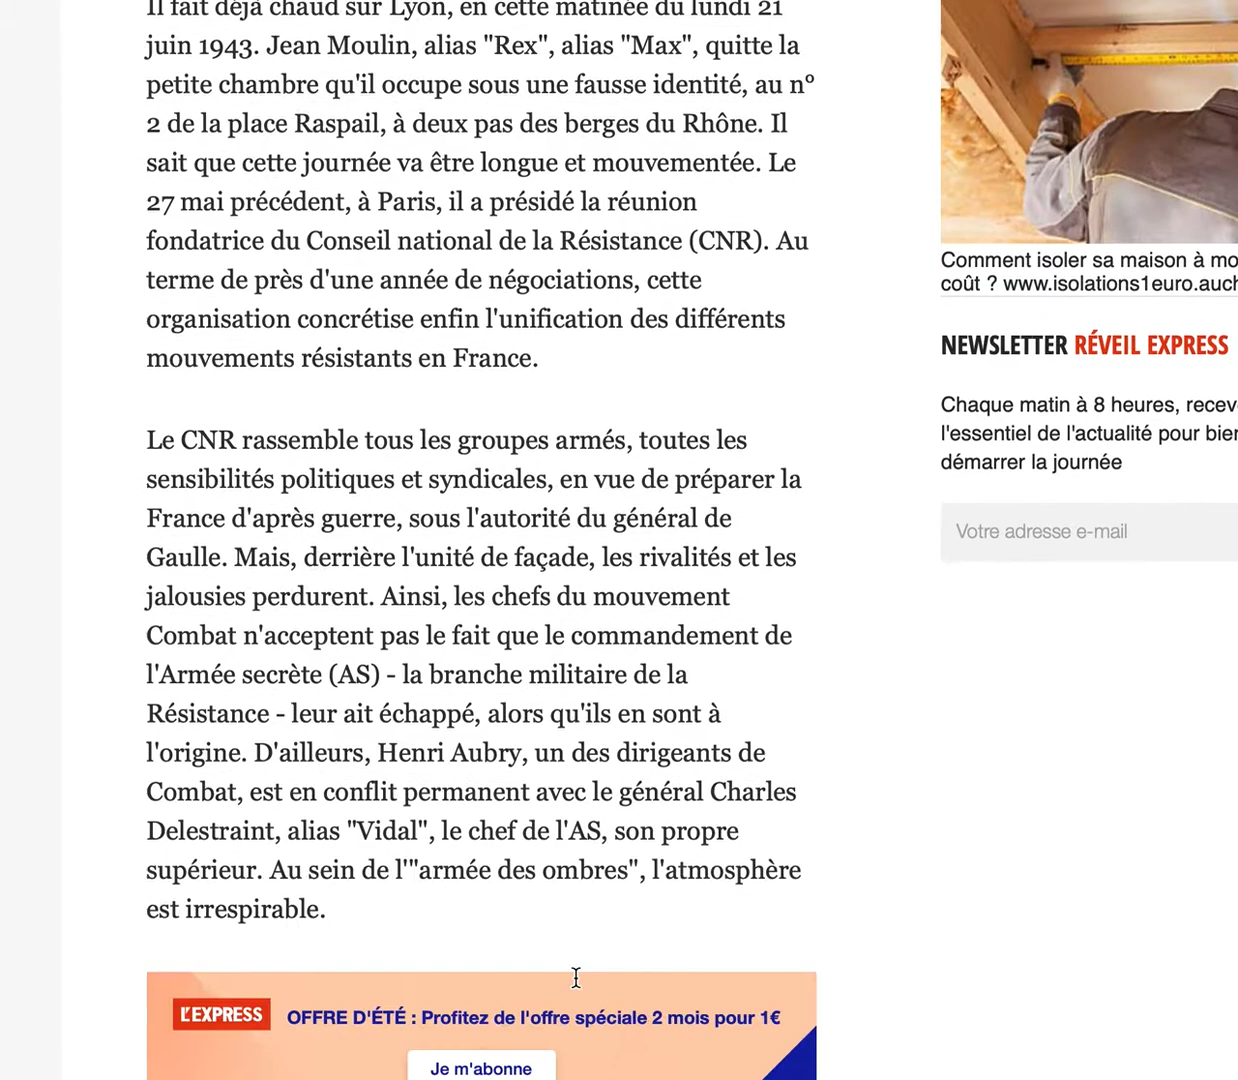 Il fait déjà chaud sur Lyon, en cette matinée du lundi 21
juin 1943. Jean Moulin, alias "Rex", alias "Max", quitte la
petite chambre qu'il occupe sous une fausse identité, au n°
2 de la place Raspail, à deux pas des berges du Rhône. Il
sait que cette journée va être longue et mouvementée. Le
27 mai précédent, à Paris, il a présidé la réunion
fondatrice du Conseil national de la Résistance (CNR). Au
terme de près d'une année de négociations, cette
organisation concrétise enfin l'unification des différents
mouvements résistants en France.
Le CNR rassemble tous les groupes armés, toutes les
sensibilités politiques et syndicales, en vue de préparer la
France d'après guerre, sous l'autorité du général de
Gaulle. Mais, derrière l'unité de façade, les rivalités et les
jalousies perdurent. Ainsi, les chefs du mouvement
Combat n'acceptent pas le fait que le commandement de
l'Armée secrète (AS) - la branche militaire de la
Résistance - leur ait échappé, alors qu'ils en sont à
l'origine. D'ailleurs, Henri Aubry, un des dirigeants de
Combat, est en conflit permanent avec le général Charles
Delestraint, alias "Vidal", le chef de l'AS, son propre
supérieur. Au sein de l'"armée des ombres", l'atmosphère
est irrespirable.
L'EXPRESS OFFRE D'ÉTÉ : Profitez de l'offre spéciale 2 mois pour 1€
Je m'abonne
Comment isoler sa maison à mo
coût ? www.isolations1euro.auch
NEWSLETTER RÉVEIL EXPRESS
Chaque matin à 8 heures, recev
l'essentiel de l'actualité pour bien
démarrer la journée
Votre adresse e-mail